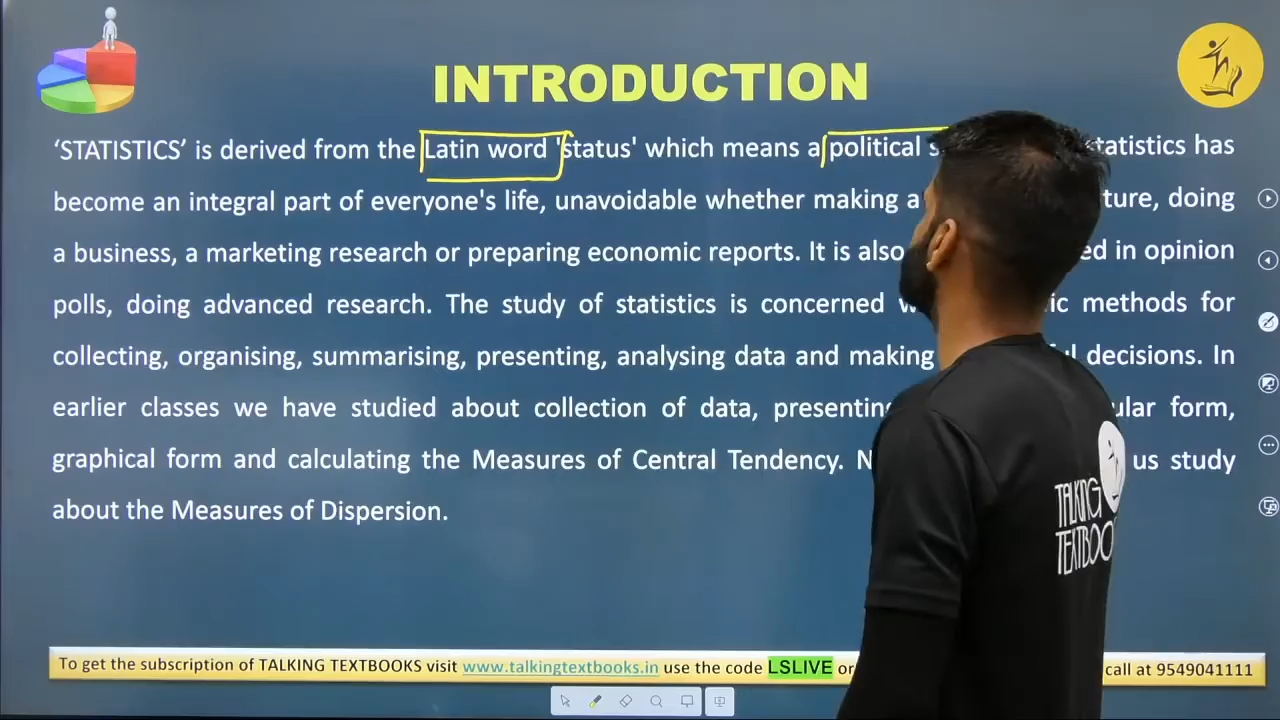 INTRODUCTION
‘STATISTICS’ is derived from the Latin word 'status' which means a political s tatistics has
become an integral part of everyone's life, unavoidable whether making a ture, doing
a business, a marketing research or preparing economic reports. It is also ed in opinion
polls, doing advanced research. The study of statistics is concerned w ic methods for
collecting, organising, summarising, presenting, analysing data and making ul decisions. In
earlier classes we have studied about collection of data, presenting ular form,
graphical form and calculating the Measures of Central Tendency. N us study
about the Measures of Dispersion.
TALKING
TEXTBOO
To get the subscription of TALKING TEXTBOOKS visit www.talkingtextbooks.in use the code LSLIVE or call at 9549041111